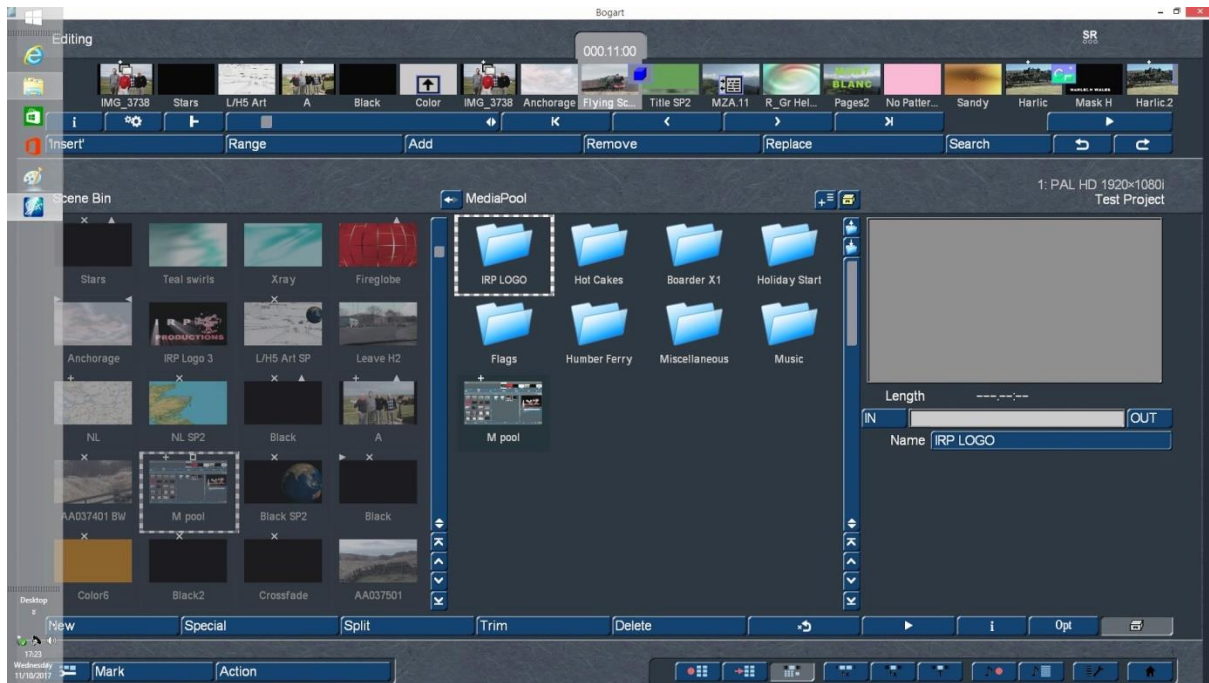 Bogart
Editing
SR
000.11:00
IMG_3738 Stars L/H5 Art A Black Color IMG_3738 Anchorage Flying Sc... Title SP2 MZA.11 R_Gr Hel... Pages2 No Patter... Sandy Harlic Mask H Harlic.2
i
'Insert' Range Add Remove Replace Search
1: PAL HD 1920×1080i
Scene Bin MediaPool Test Project
Stars Teal swirls Xray Fireglobe
IRP LOGO Hot Cakes Boarder X1 Holiday Start
IRP
PRODUCTIONS
Anchorage IRP Logo 3 L/H5 Art SP Leave H2
Flags Humber Ferry Miscellaneous Music
NL NL SP2 Black A
M pool
Length ---.--:--
IN OUT
Name IRP LOGO
AA037401 BW M pool Black SP2 Black
Color6 Black2 Crossfade AA037501
Desktop
New Special Split Trim Delete i Opt
17:23
Wednesday
11/10/2017
Mark Action